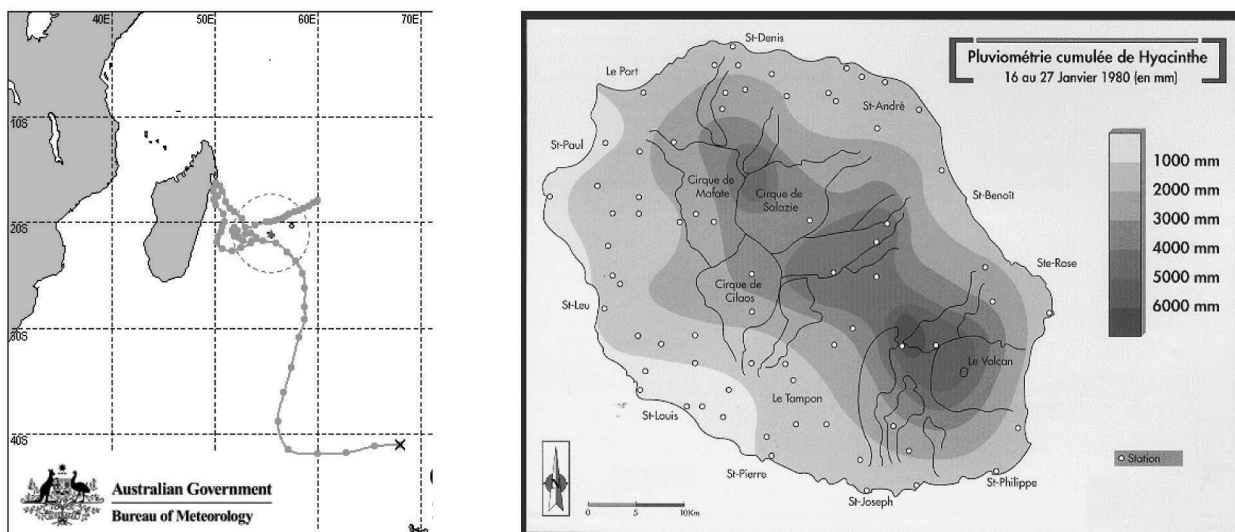 40E 50E 60E 70E
10S
20S
30S
40S
Australian Government
Bureau of Meteorology
Pluviométrie cumulée de Hyacinthe
16 au 27 Janvier 1980 (en mm)
St-Denis
Le Port
St-André
St-Paul
Cirque de
Mafate
Cirque de
Salazie
St-Benoît
Cirque de
Cilaos
Ste-Rose
St-Leu
Le Volcan
Le Tampon
St-Louis
St-Pierre
St-Joseph
St-Philippe
1000 mm
2000 mm
3000 mm
4000 mm
5000 mm
6000 mm
Station
N
0 5 10Km